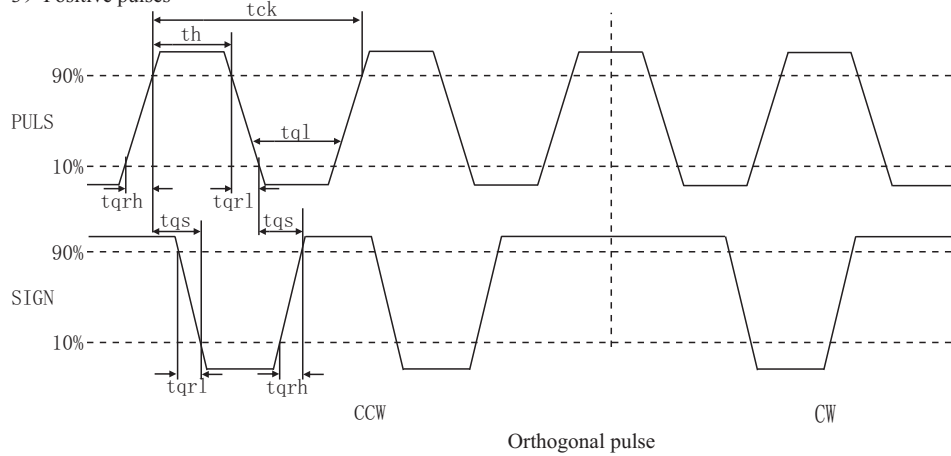 tck
th
90%
PULS
tql
10%
tqrh tqrl
tqs tqs
90%
SIGN
10%
tqrl tqrh
CCW CW
Orthogonal pulse